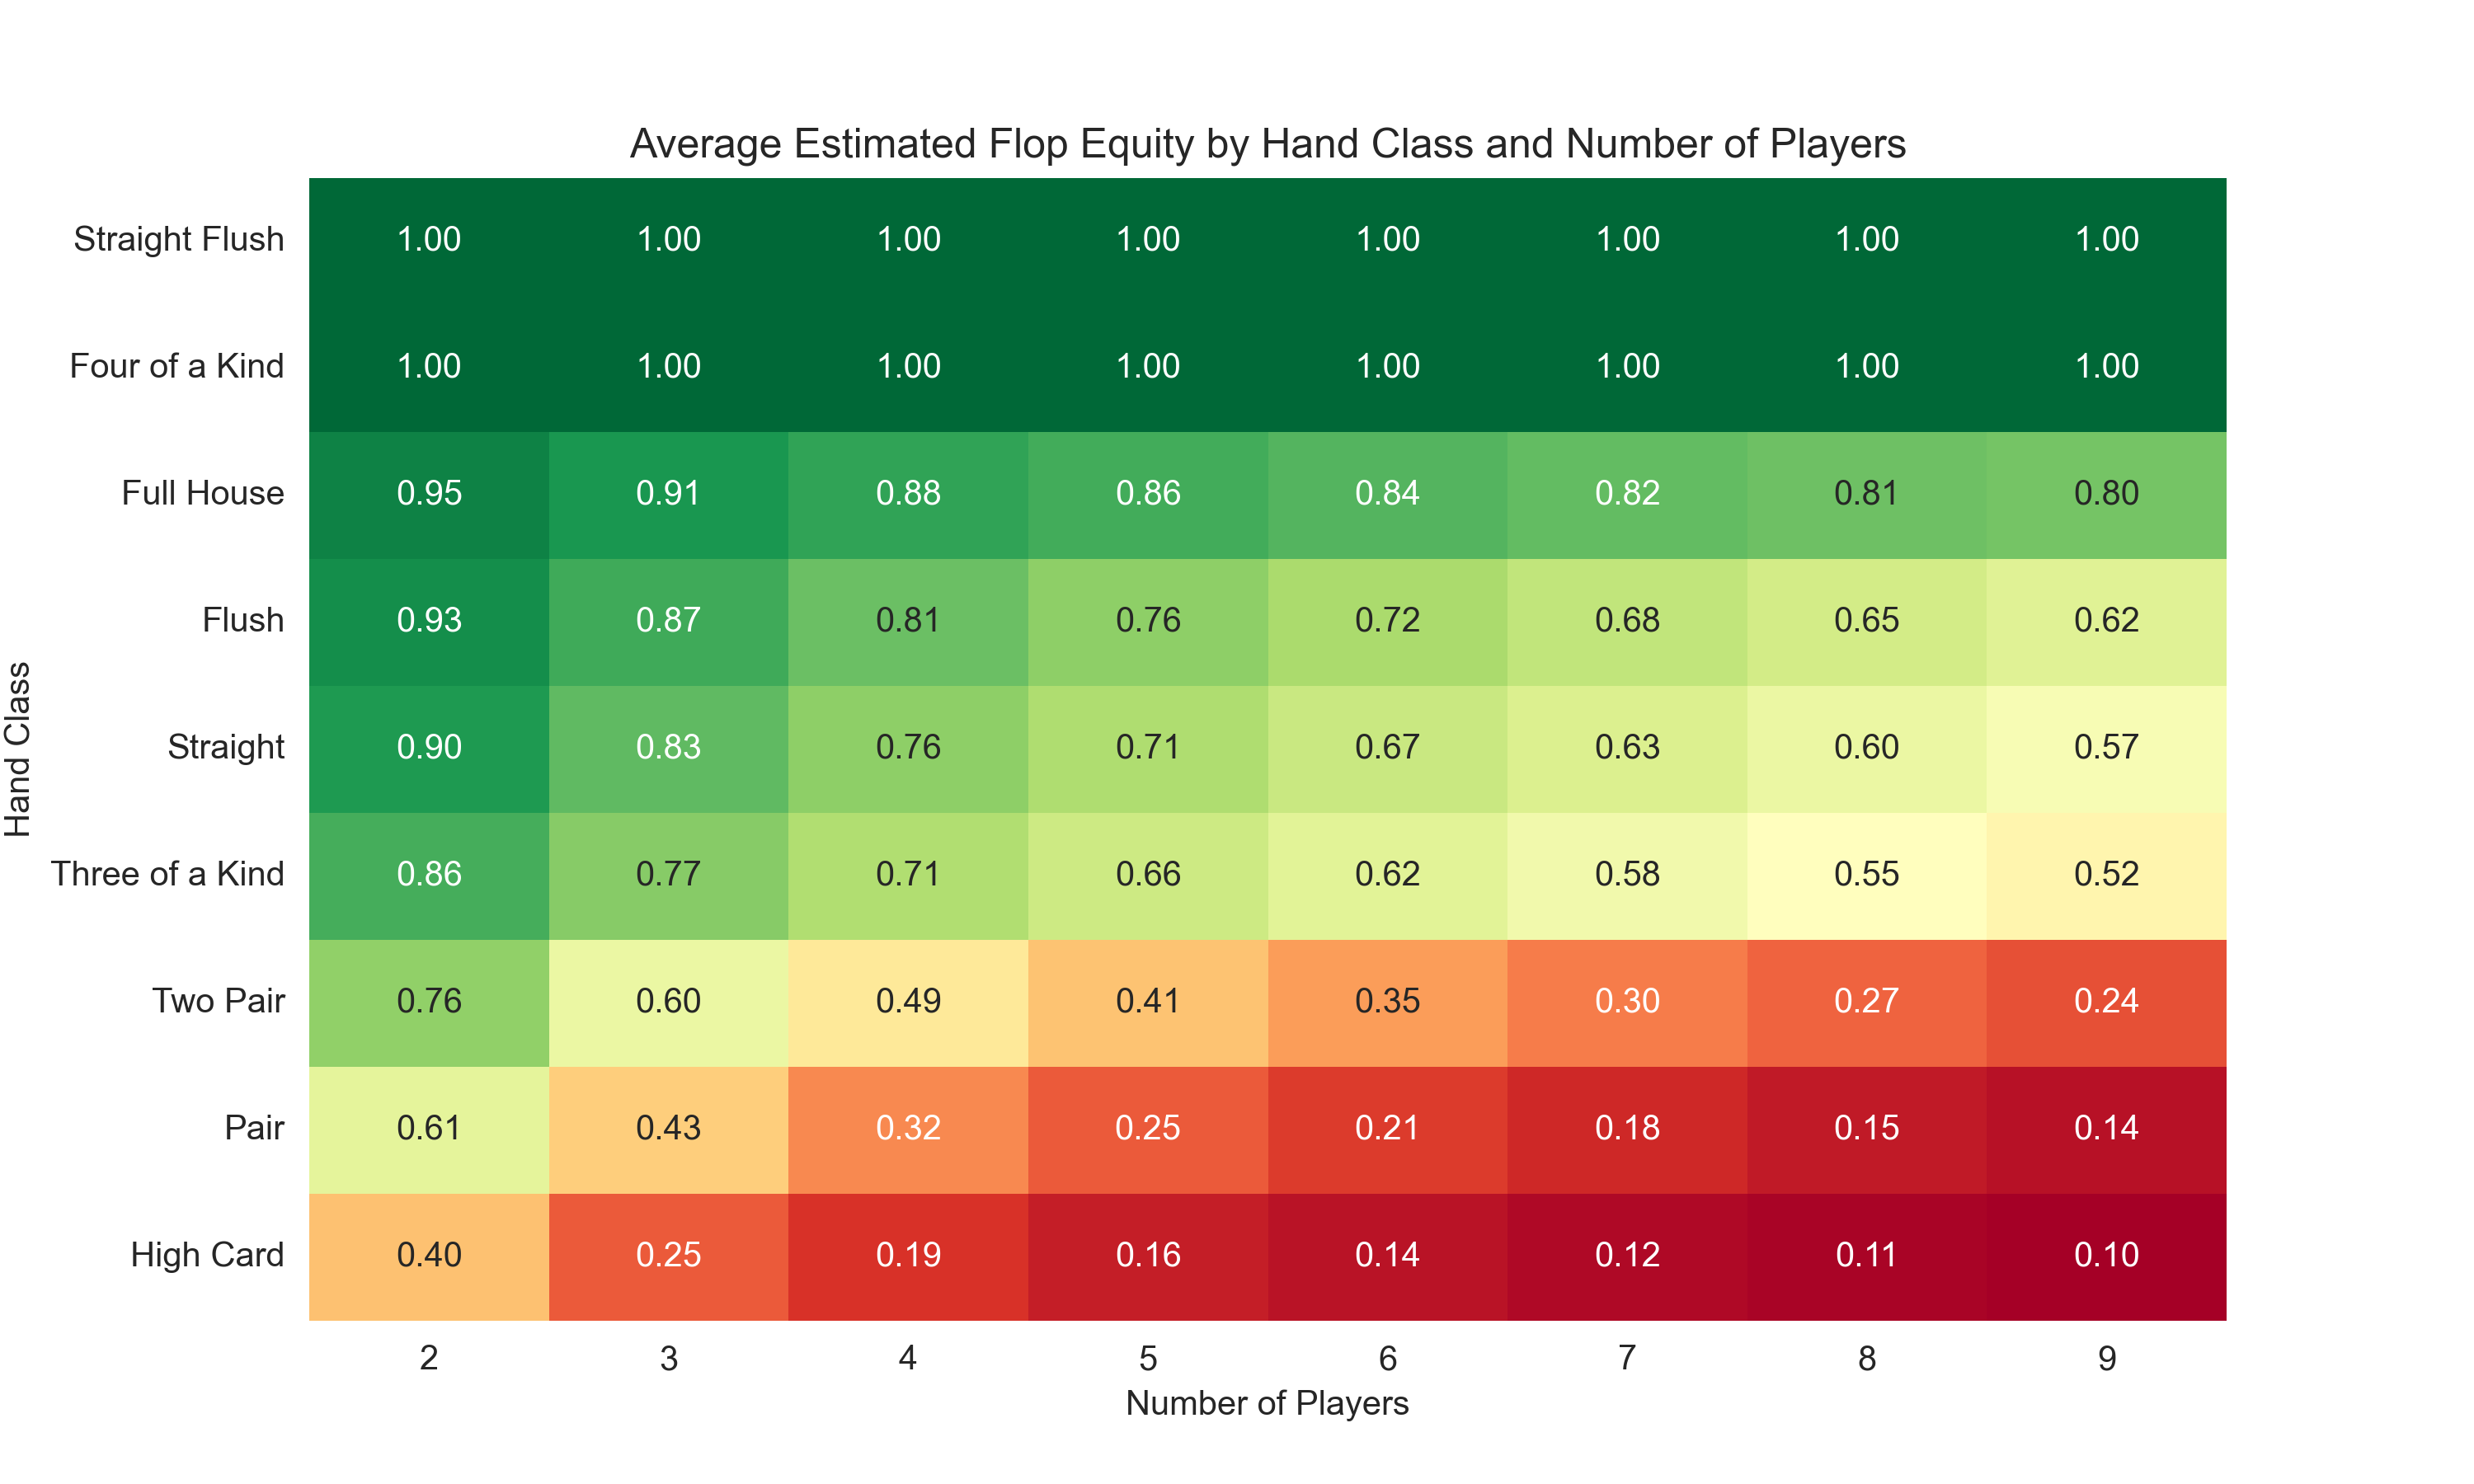 Average Estimated Flop Equity by Hand Class and Number of Players
Hand Class
Straight Flush 1.00 1.00 1.00 1.00 1.00 1.00 1.00 1.00
Four of a Kind 1.00 1.00 1.00 1.00 1.00 1.00 1.00 1.00
Full House 0.95 0.91 0.88 0.86 0.84 0.82 0.81 0.80
Flush 0.93 0.87 0.81 0.76 0.72 0.68 0.65 0.62
Straight 0.90 0.83 0.76 0.71 0.67 0.63 0.60 0.57
Three of a Kind 0.86 0.77 0.71 0.66 0.62 0.58 0.55 0.52
Two Pair 0.76 0.60 0.49 0.41 0.35 0.30 0.27 0.24
Pair 0.61 0.43 0.32 0.25 0.21 0.18 0.15 0.14
High Card 0.40 0.25 0.19 0.16 0.14 0.12 0.11 0.10
2 3 4 5 6 7 8 9
Number of Players